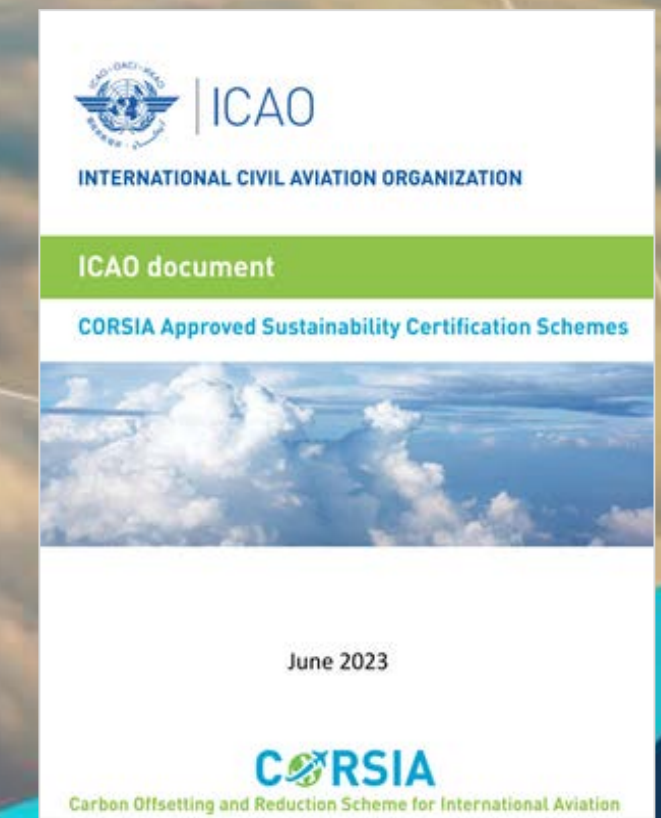 ICAO
INTERNATIONAL CIVIL AVIATION ORGANIZATION
ICAO document
CORSIA Approved Sustainability Certification Schemes
June 2023
CORSIA
Carbon Offsetting and Reduction Scheme for International Aviation